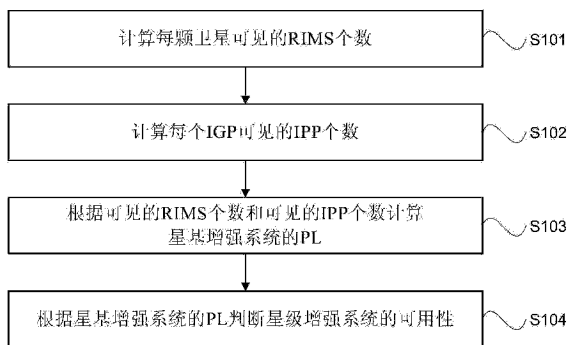 计算每颗卫星可见的RIMS个数
S101
计算每个IGP可见的IPP个数
S102
根据可见的RIMS个数和可见的IPP个数计算
星基增强系统的PL
S103
根据星基增强系统的PL判断星级增强系统的可用性
S104